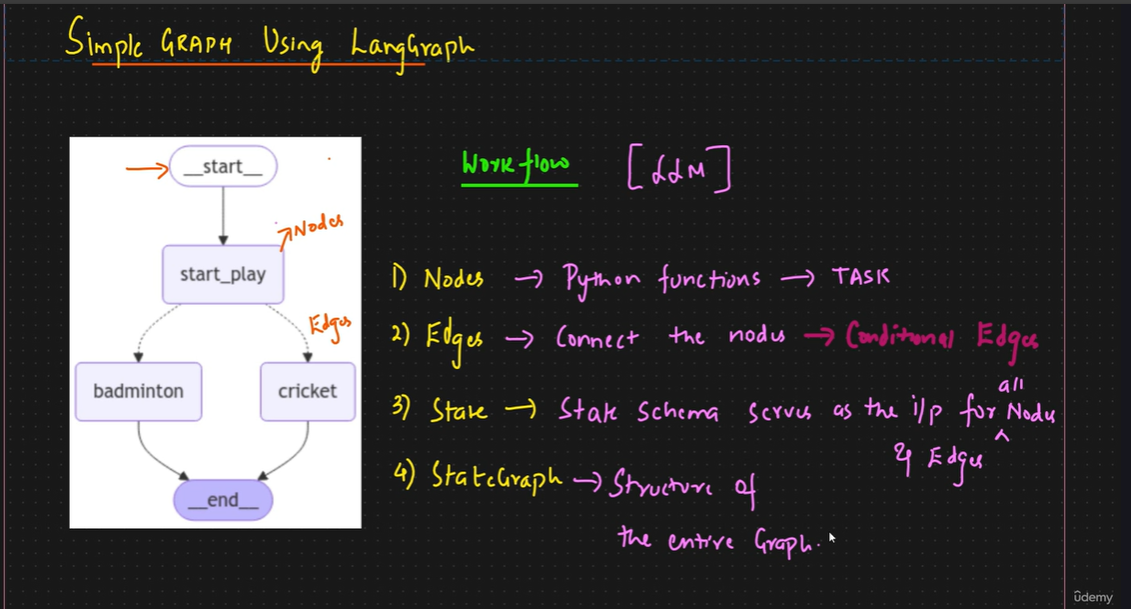 Simple GRAPH Using LangGraph
__start__
Nodes
start_play
Edges
badminton
cricket
__end__
Workflow [LLM]
1) Nodes → Python functions → TASK
2) Edges → Connect the nodes → Conditional Edges
3) State → State Schema serves as the i/p for all Nodes
& Edges
4) StateGraph → Structure of
the entire Graph.
ûdemy